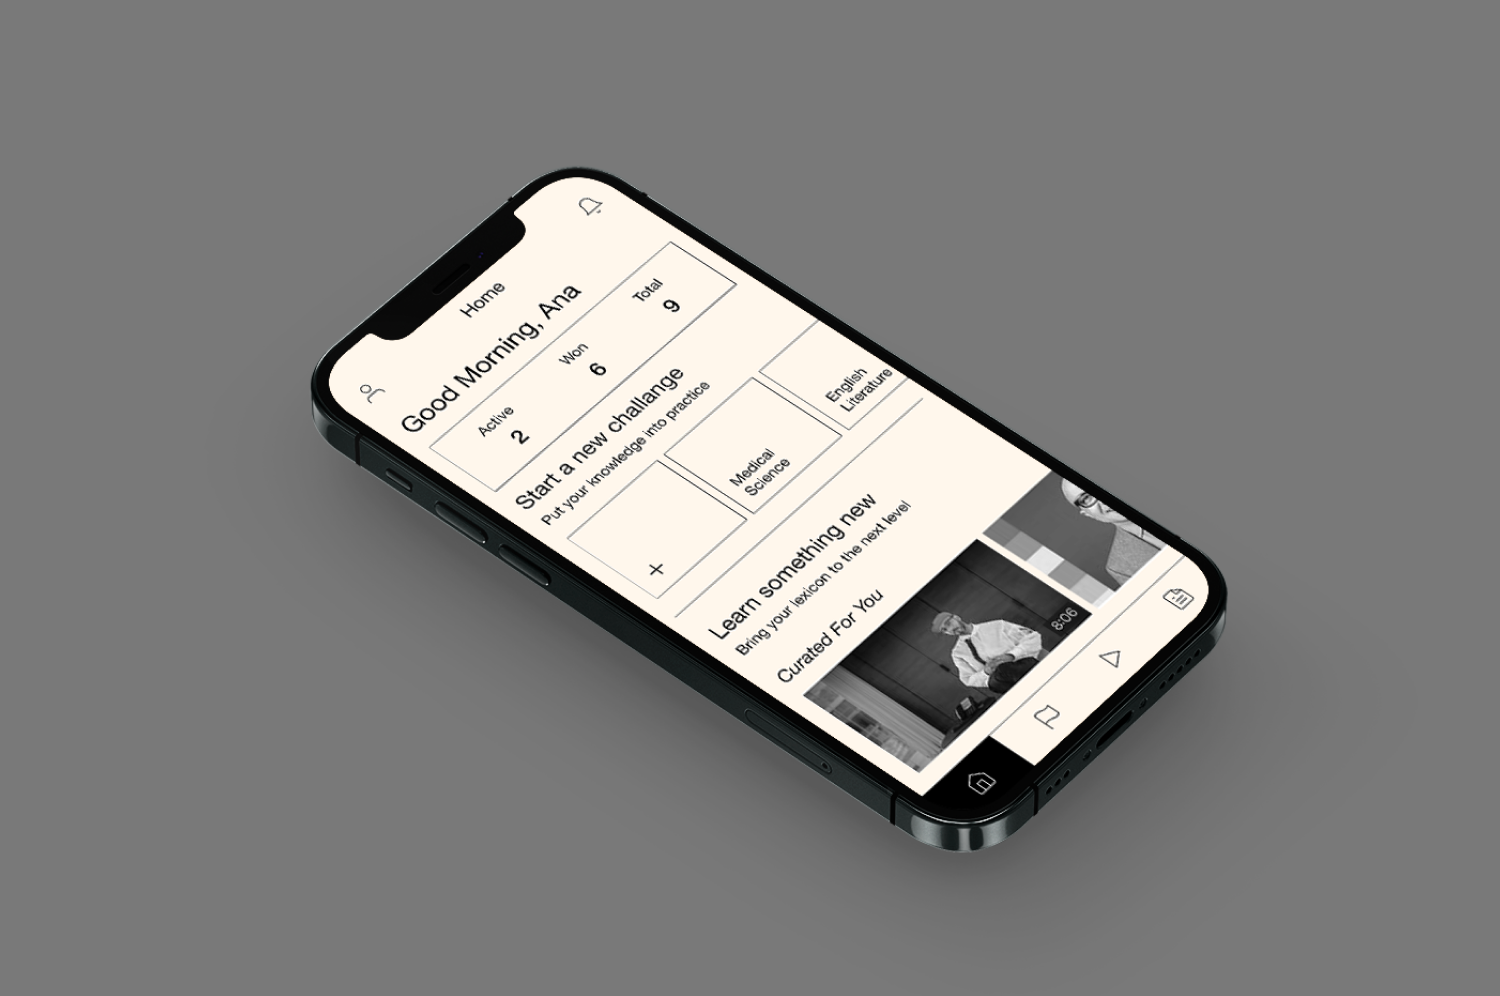 Home
Good Morning, Ana
Active
2
Won
6
Total
9
Start a new challange
Put your knowledge into practice
+
Medical
Science
English
Literature
Learn something new
Bring your lexicon to the next level
Curated For You
8:06